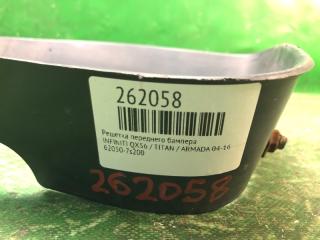 262058
Решетка переднего бампера
INFINITI QX56 / TITAN / ARMADA 04-16
62050-7s200
262058